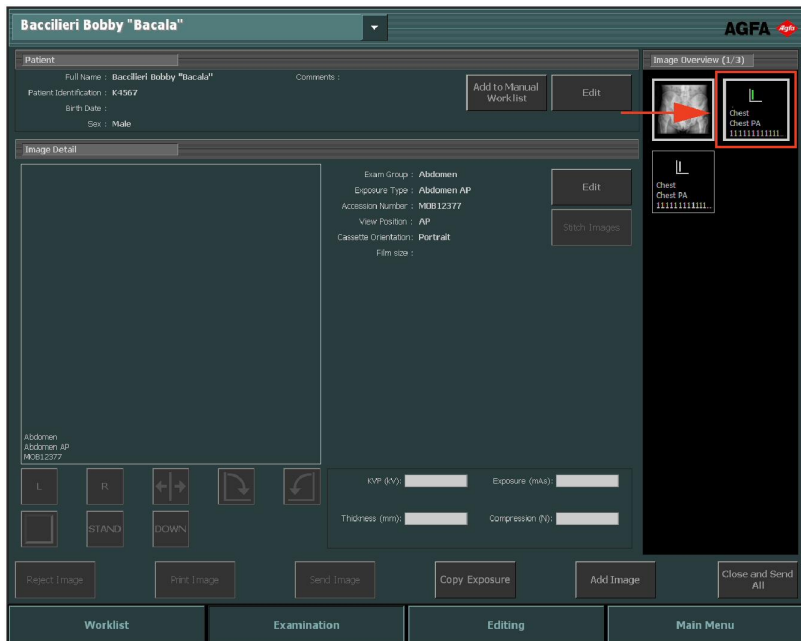 Baccilieri Bobby "Bacala"
AGFA
Agfa
Patient
Full Name : Baccilieri Bobby "Bacala"
Comments :
Patient Identification : K4567
Birth Date :
Sex : Male
Add to Manual
Worklist
Edit
Image Detail
Exam Group : Abdomen
Exposure Type : Abdomen AP
Accession Number : M0B12377
View Position : AP
Cassette Orientation: Portrait
Film size :
Edit
Stitch Images
Abdomen
Abdomen AP
M0B12377
L
R
STAND
DOWN
KVP (kV):
Exposure (mAs):
Thickness (mm):
Compression (N):
Image Overview (1/3)
Chest
Chest PA
111111111111..
Chest
Chest PA
111111111111..
Reject Image
Print Image
Send Image
Copy Exposure
Add Image
Close and Send
All
Worklist
Examination
Editing
Main Menu